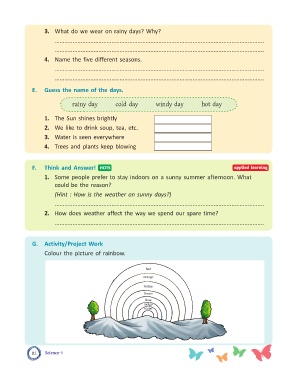 3. What do we wear on rainy days? Why?
4. Name the five different seasons.
E. Guess the name of the days.
rainy day cold day windy day hot day
1. The Sun shines brightly
2. We like to drink soup, tea, etc.
3. Water is seen everywhere
4. Trees and plants keep blowing
F. Think and Answer! HOTS applied learning
1. Some people prefer to stay indoors on a sunny summer afternoon. What
could be the reason?
(Hint : How is the weather on sunny days?)
2. How does weather affect the way we spend our spare time?
G. Activity/Project Work
Colour the picture of rainbow.
Red
Orange
Yellow
Green
Blue
Science-1